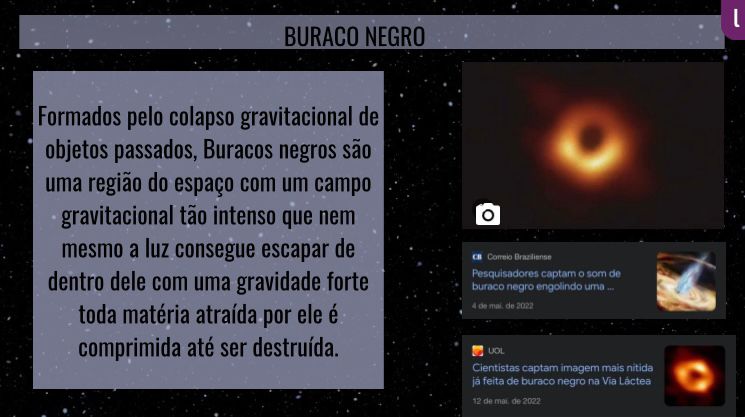 BURACO NEGRO
l
Formados pelo colapso gravitacional de
objetos passados, Buracos negros são
uma região do espaço com um campo
gravitacional tão intenso que nem
mesmo a luz consegue escapar de
dentro dele com uma gravidade forte
toda matéria atraída por ele é
comprimida até ser destruída.
CB Correio Braziliense
Pesquisadores captam o som de
buraco negro engolindo uma ...
4 de mai. de 2022
UOL
Cientistas captam imagem mais nítida
já feita de buraco negro na Via Láctea
12 de mai. de 2022